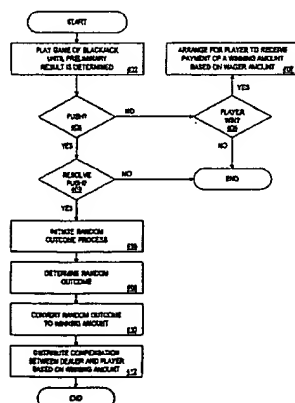 START
PLAY GAME OF BLACKJACK
UNTIL PRELIMINARY
RESULT IS DETERMINED
ARRANGE FOR PLAYER TO RECEIVE
PAYMENT OF A WINNING AMOUNT
BASED ON WAGER AMOUNT
YES
PUSH?
NO
PLAYER
WIN?
YES
NO
RESOLVE
PUSH?
NO
END
YES
INITIATE RANDOM
OUTCOME PROCESS
DETERMINE RANDOM
OUTCOME
CONVERT RANDOM OUTCOME
TO WINNING AMOUNT
DISTRIBUTE COMPENSATION
BETWEEN DEALER AND PLAYER
BASED ON WINNING AMOUNT
END